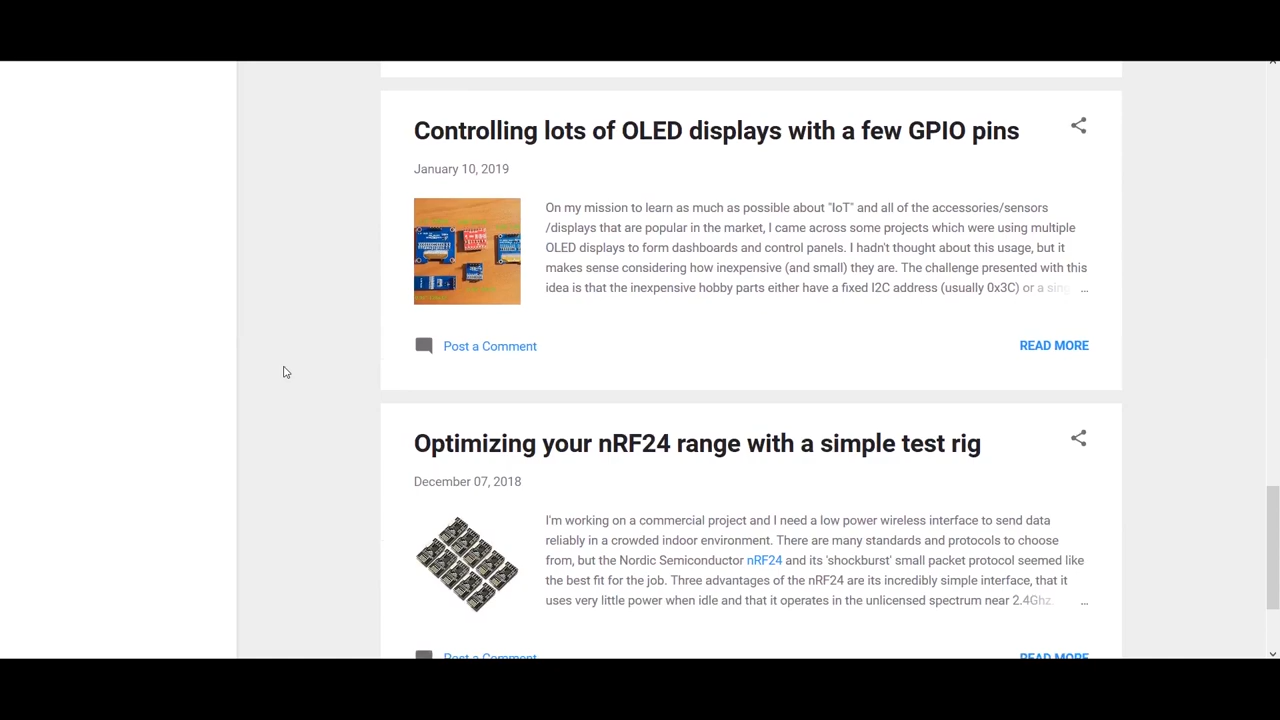 Controlling lots of OLED displays with a few GPIO pins
January 10, 2019
On my mission to learn as much as possible about "IoT" and all of the accessories/sensors
/displays that are popular in the market, I came across some projects which were using multiple
OLED displays to form dashboards and control panels. I hadn't thought about this usage, but it
makes sense considering how inexpensive (and small) they are. The challenge presented with this
idea is that the inexpensive hobby parts either have a fixed I2C address (usually 0x3C) or a sing ...
Post a Comment
READ MORE
Optimizing your nRF24 range with a simple test rig
December 07, 2018
I'm working on a commercial project and I need a low power wireless interface to send data
reliably in a crowded indoor environment. There are many standards and protocols to choose
from, but the Nordic Semiconductor nRF24 and its 'shockburst' small packet protocol seemed like
the best fit for the job. Three advantages of the nRF24 are its incredibly simple interface, that it
uses very little power when idle and that it operates in the unlicensed spectrum near 2.4Ghz. ...
Post a Comment
READ MORE